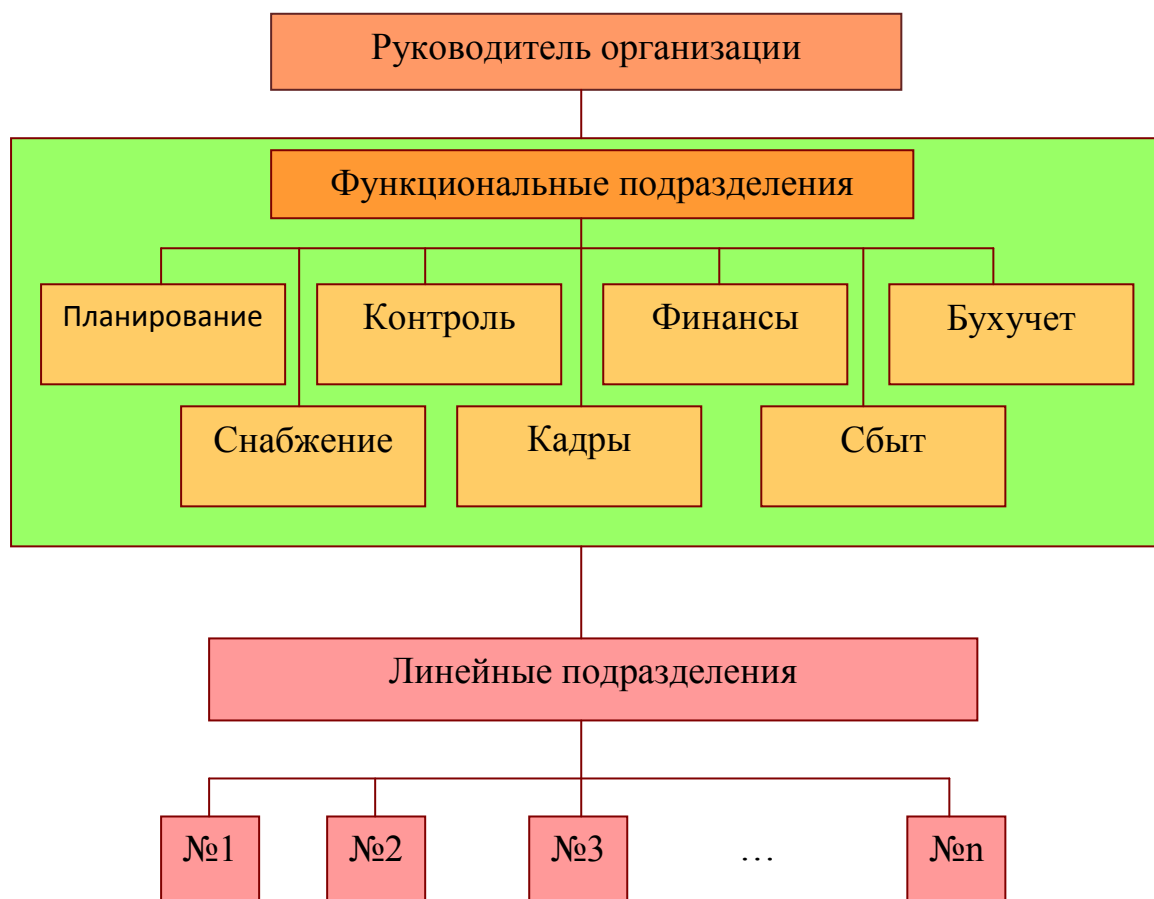 Руководитель организации
Функциональные подразделения
Планирование
Контроль
Финансы
Бухучет
Снабжение
Кадры
Сбыт
Линейные подразделения
№1
№2
№3
…
№n